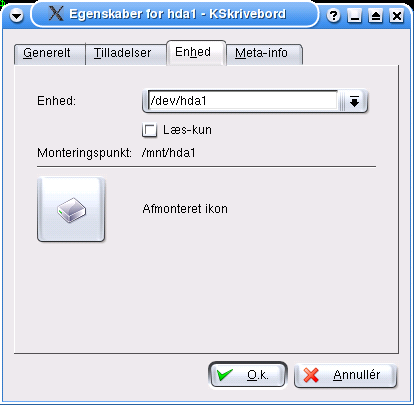 Egenskaber for hda1 - KSkrivebord
Generelt Tilladelser Enhed Meta-info
Enhed: /dev/hda1
Læs-kun
Monteringspunkt: /mnt/hda1
Afmonteret ikon
O.k. Annullér